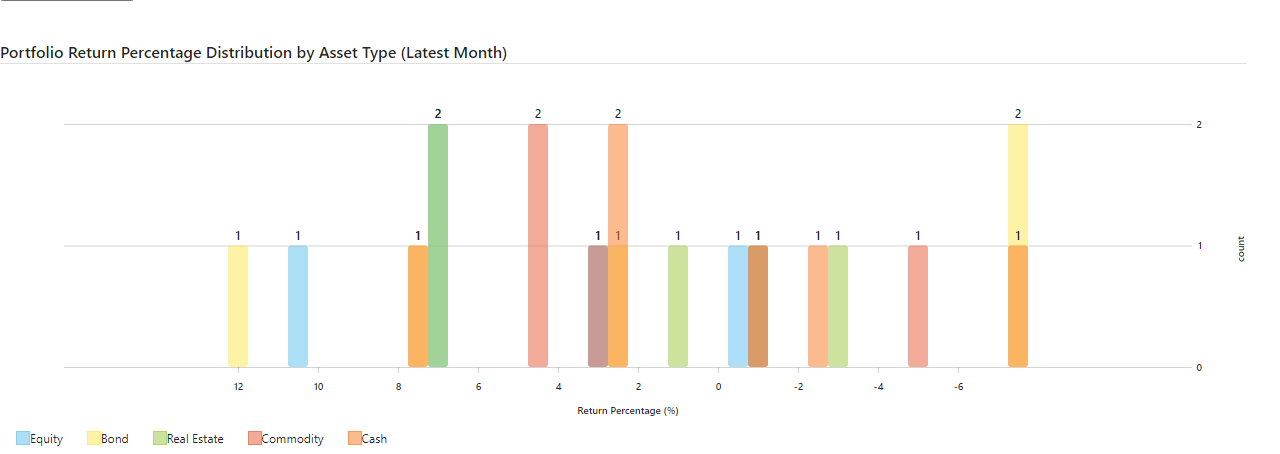 Portfolio Return Percentage Distribution by Asset Type (Latest Month)
2 2 2 2
2
1 1 1 1 1 1 1 1 1 1 1 1
1
count
0
12 10 8 6 4 2 0 -2 -4 -6
Return Percentage (%)
Equity Bond Real Estate Commodity Cash